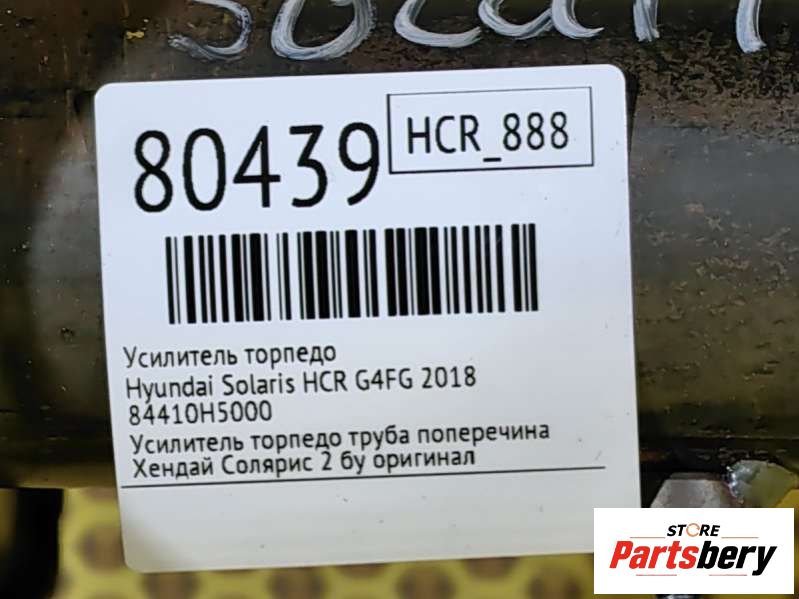 80439
HCR_888
Усилитель торпедо
Hyundai Solaris HCR G4FG 2018
84410H5000
Усилитель торпедо труба поперечина
Хендай Солярис 2 бу оригинал
STORE
Partsbery